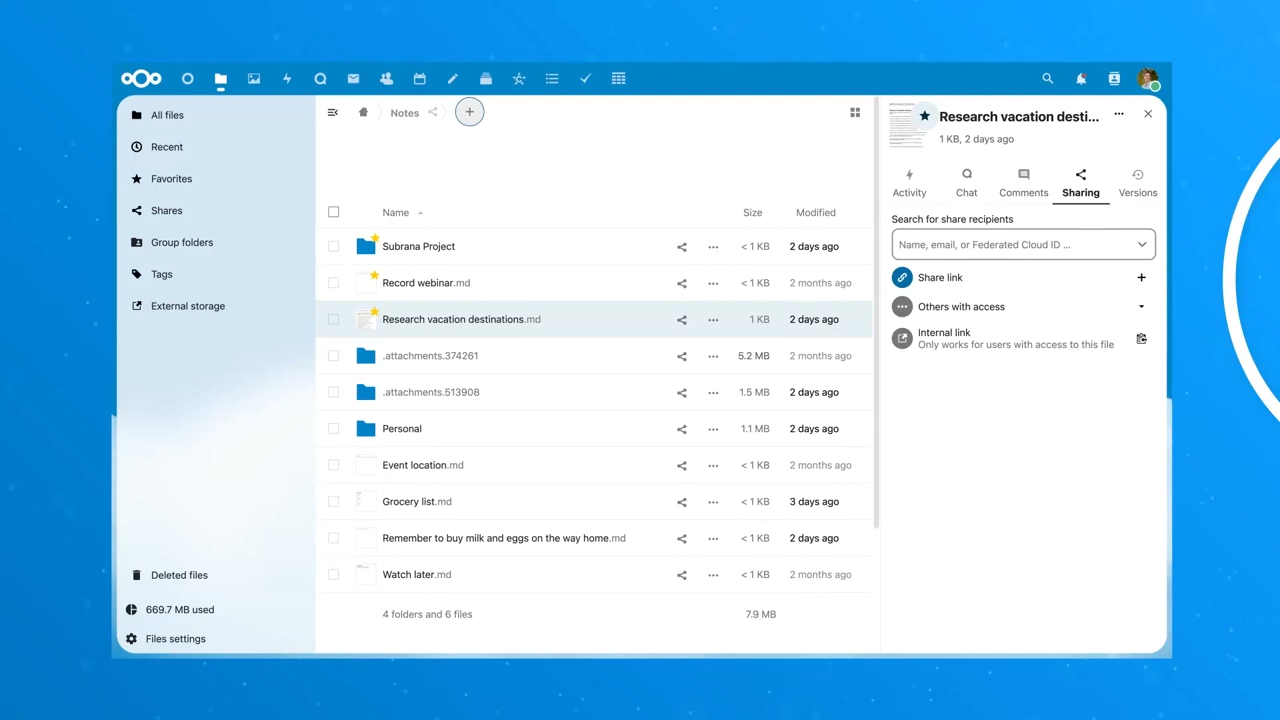 All files
Recent
Favorites
Shares
Group folders
Tags
External storage
Deleted files
669.7 MB used
Files settings
Notes
Name Size Modified
Subrana Project < 1 KB 2 days ago
Record webinar.md < 1 KB 2 months ago
Research vacation destinations.md 1 KB 2 days ago
.attachments.374261 5.2 MB 2 months ago
.attachments.513908 1.5 MB 2 days ago
Personal 1.1 MB 2 days ago
Event location.md < 1 KB 2 months ago
Grocery list.md < 1 KB 3 days ago
Remember to buy milk and eggs on the way home.md < 1 KB 2 days ago
Watch later.md < 1 KB 2 months ago
4 folders and 6 files 7.9 MB
Research vacation desti...
1 KB, 2 days ago
Activity Chat Comments Sharing Versions
Search for share recipients
Name, email, or Federated Cloud ID ...
Share link
Others with access
Internal link
Only works for users with access to this file